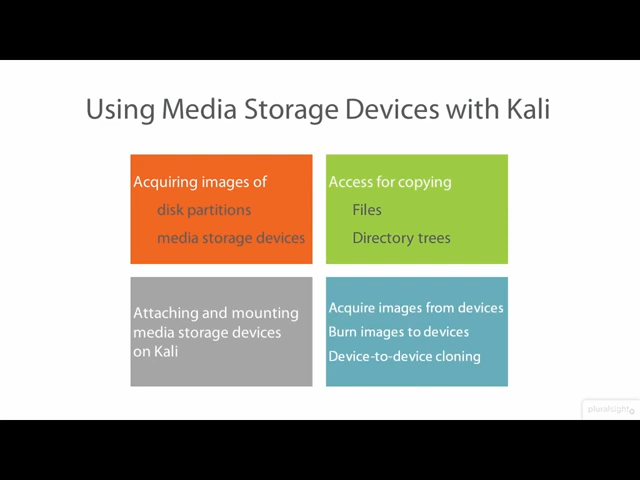 Using Media Storage Devices with Kali
Acquiring images of
disk partitions
media storage devices
Access for copying
Files
Directory trees
Attaching and mounting
media storage devices
on Kali
Acquire images from devices
Burn images to devices
Device-to-device cloning
pluralsight